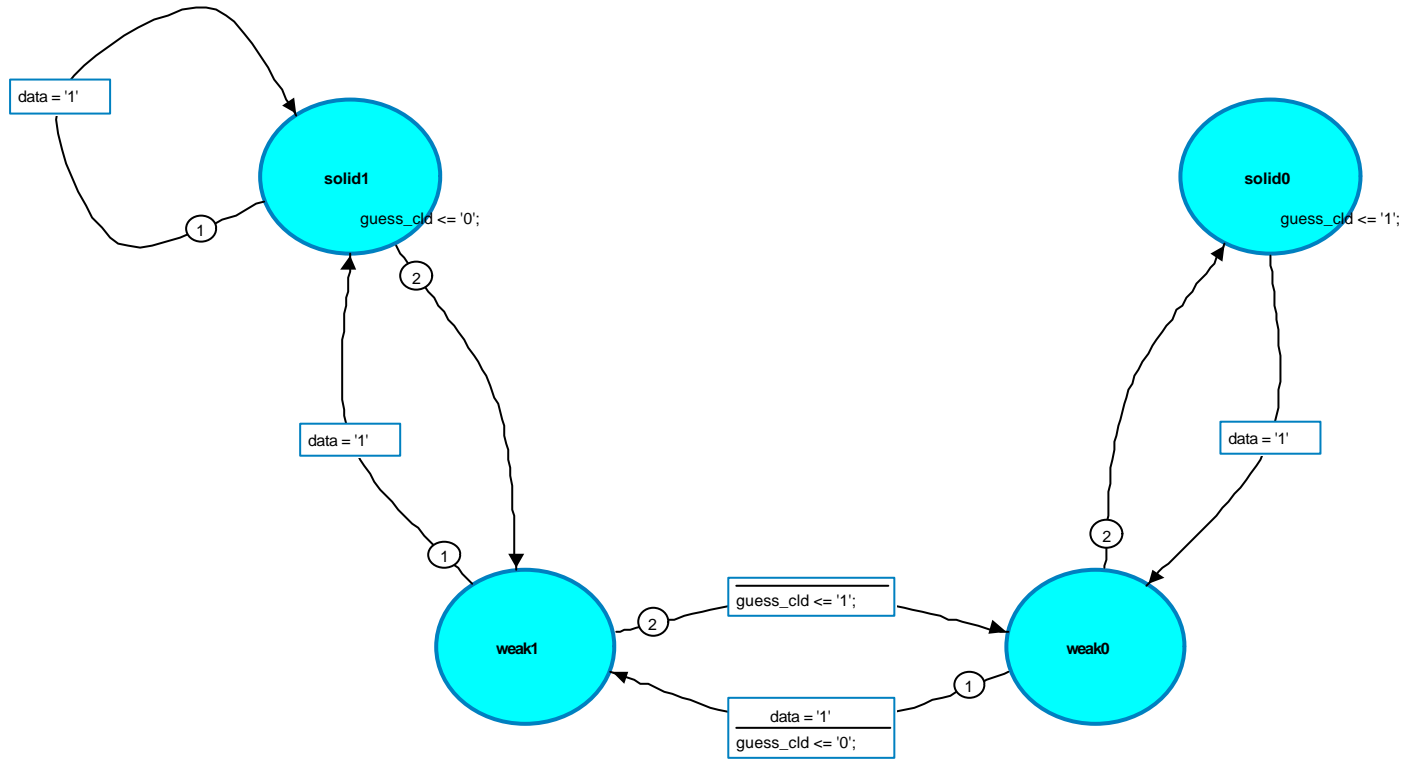 data = '1'
solid1
guess_cld <= '0';
1
2
solid0
guess_cld <= '1';
data = '1'
data = '1'
1
2
weak1
2
guess_cld <= '1';
weak0
1
data = '1'
guess_cld <= '0';